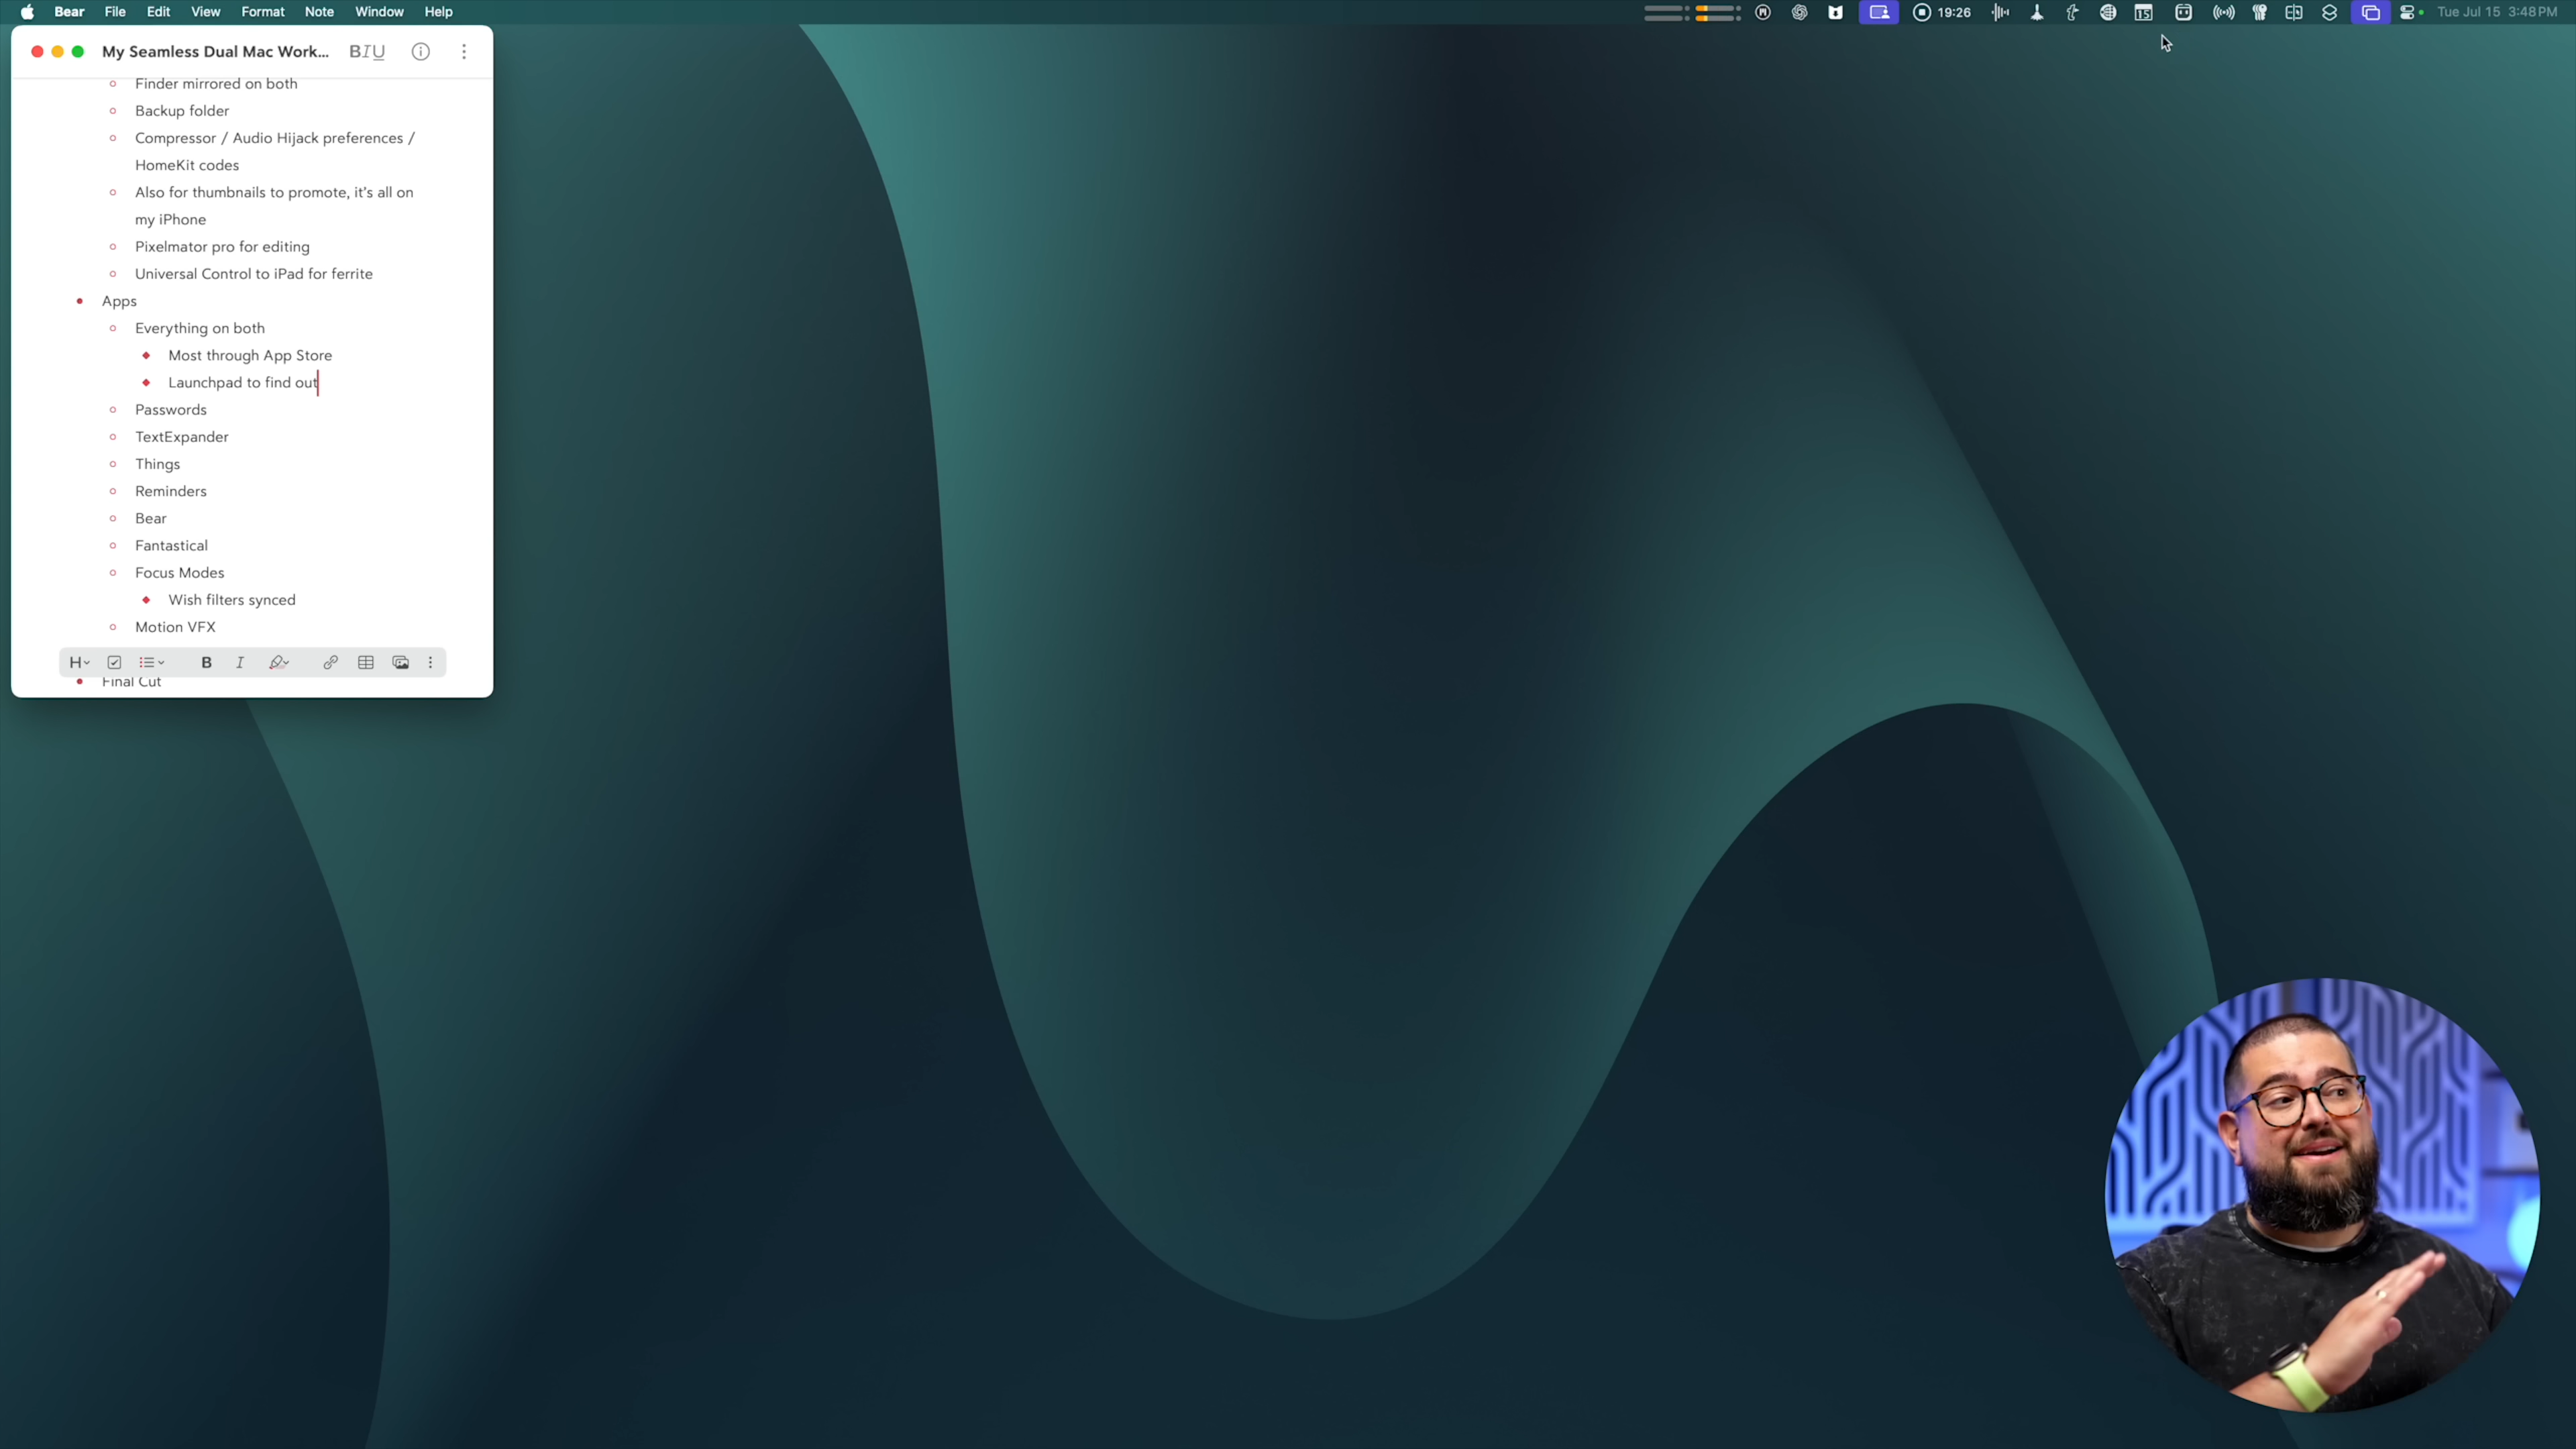 Bear File Edit View Format Note Window Help
19:26
15
Tue Jul 15 3:48 PM
My Seamless Dual Mac Work...
BIU
Finder mirrored on both
Backup folder
Compressor / Audio Hijack preferences /
HomeKit codes
Also for thumbnails to promote, it's all on
my iPhone
Pixelmator pro for editing
Universal Control to iPad for ferrite
Apps
Everything on both
Most through App Store
Launchpad to find out
Passwords
TextExpander
Things
Reminders
Bear
Fantastical
Focus Modes
Wish filters synced
Motion VFX
H B I
Final Cut